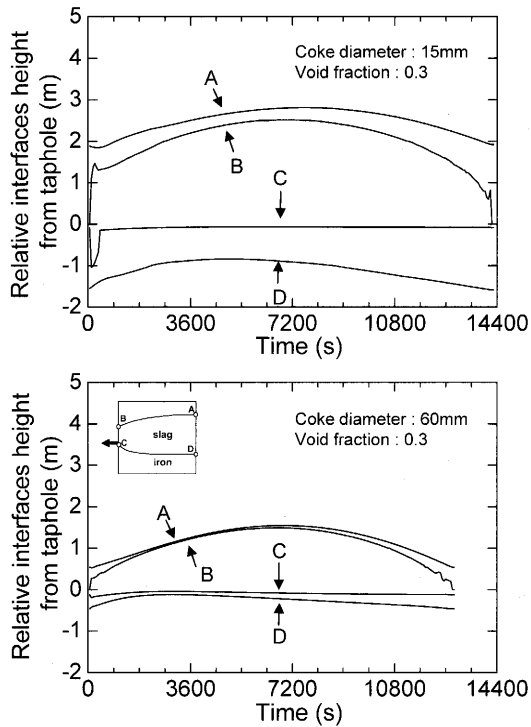 Relative interfaces height
from taphole (m)
5
4
3
2
1
0
-1
-2
Coke diameter : 15mm
Void fraction : 0.3
A
B
C
D
0
3600
7200
10800
14400
Time (s)
Relative interfaces height
from taphole (m)
5
4
3
2
1
0
-1
-2
B
A
slag
C
D
iron
Coke diameter : 60mm
Void fraction : 0.3
A
B
C
D
0
3600
7200
10800
14400
Time (s)